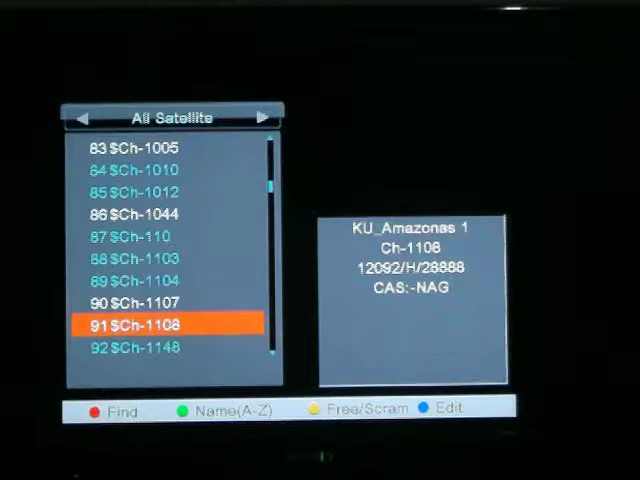 All Satellite
83 $Ch-1005
84 $Ch-1010
85 $Ch-1012
86 $Ch-1044
87 $Ch-110
88 $Ch-1103
89 $Ch-1104
90 $Ch-1107
91 $Ch-1108
92 $Ch-1148
KU_Amazonas 1
Ch-1108
12092/H/28888
CAS:-NAG
Find Name(A-Z) Free/Scram Edit